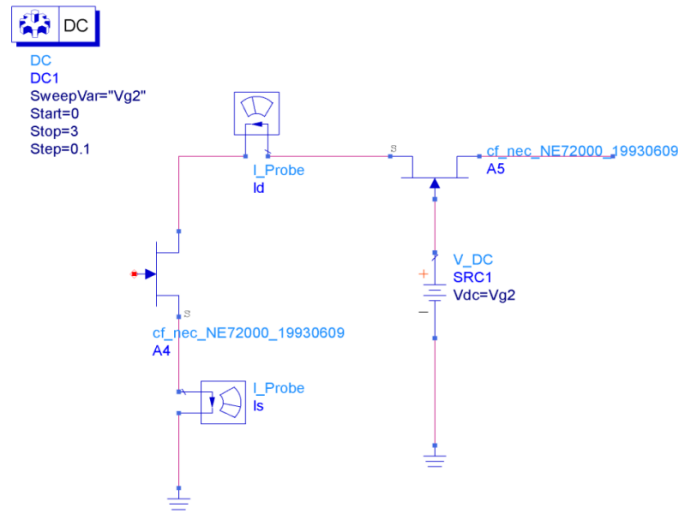 DC
DC
DC1
SweepVar="Vg2"
Start=0
Stop=3
Step=0.1
I_Probe
Id
S
cf_nec_NE72000_19930609
A5
V_DC
SRC1
Vdc=Vg2
+
−
S
cf_nec_NE72000_19930609
A4
I_Probe
Is